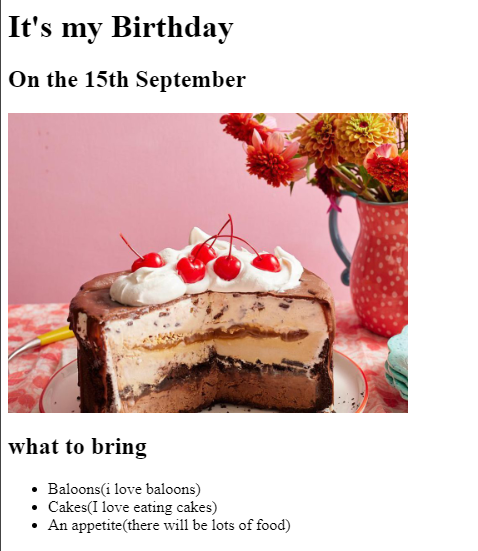 It's my Birthday
On the 15th September
what to bring
Baloons(i love baloons)
Cakes(I love eating cakes)
An appetite(there will be lots of food)